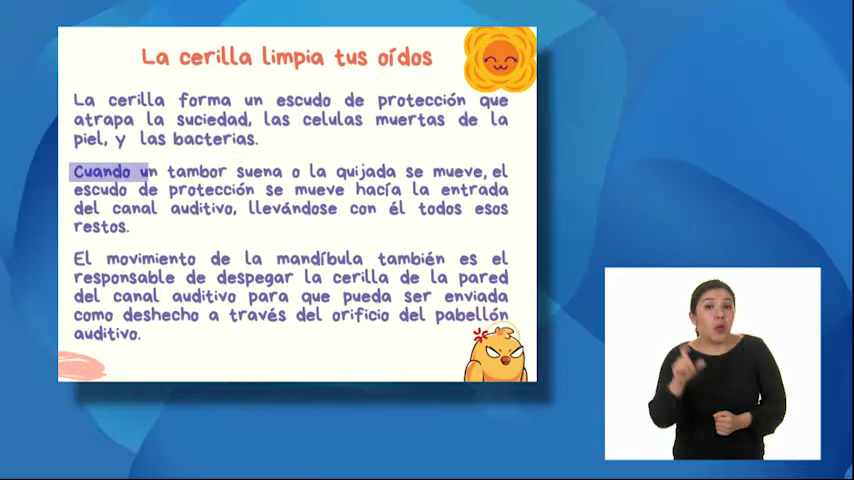 La cerilla limpia tus oídos
La cerilla forma un escudo de protección que
atrapa la suciedad, las celulas muertas de la
piel, y las bacterias.
Cuando un tambor suena o la quijada se mueve, el
escudo de protección se mueve hacía la entrada
del canal auditivo, llevándose con él todos esos
restos.
El movimiento de la mandíbula también es el
responsable de despegar la cerilla de la pared
del canal auditivo para que pueda ser enviada
como deshecho a través del orificio del pabellón
auditivo.